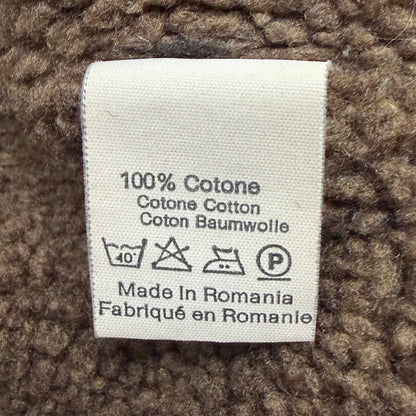 100% Cotone
Cotone Cotton
Coton Baumwolle
40°
P
Made In Romania
Fabriqué en Romanie